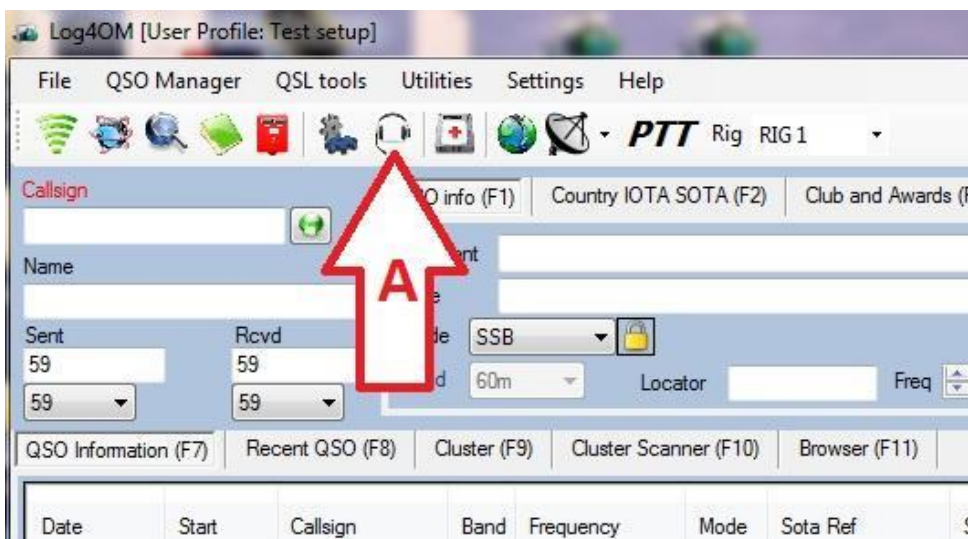 Log4OM [User Profile: Test setup]
File QSO Manager QSL tools Utilities Settings Help
PTT Rig RIG 1
Callsign
O info (F1) Country IOTA SOTA (F2) Club and Awards (
Name
A
Sent Rcvd SSB
59 59
59 59 60m Locator Freq
QSO Information (F7) Recent QSO (F8) Cluster (F9) Cluster Scanner (F10) Browser (F11)
Date Start Callsign Band Frequency Mode Sota Ref